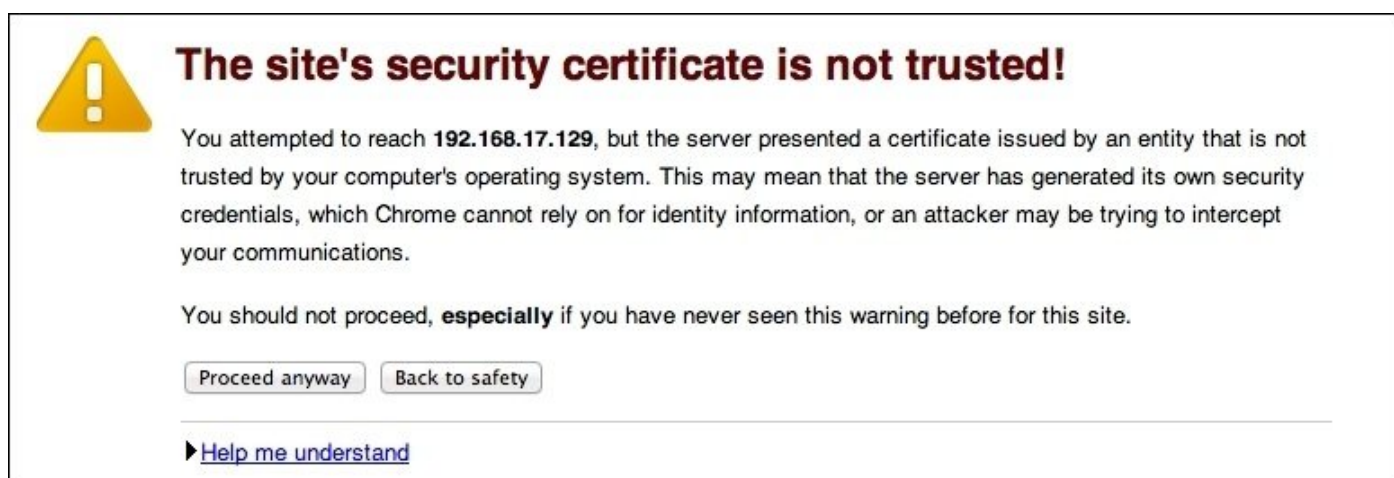 The site's security certificate is not trusted!
You attempted to reach 192.168.17.129, but the server presented a certificate issued by an entity that is not
trusted by your computer's operating system. This may mean that the server has generated its own security
credentials, which Chrome cannot rely on for identity information, or an attacker may be trying to intercept
your communications.
You should not proceed, especially if you have never seen this warning before for this site.
Proceed anyway Back to safety
Help me understand